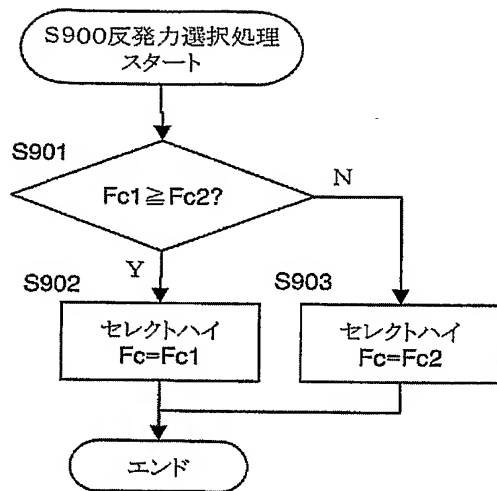 S900反発力選択処理
スタート
S901
Fc1≧Fc2?
N
Y
S902
S903
セレクトハイ
Fc=Fc1
セレクトハイ
Fc=Fc2
エンド